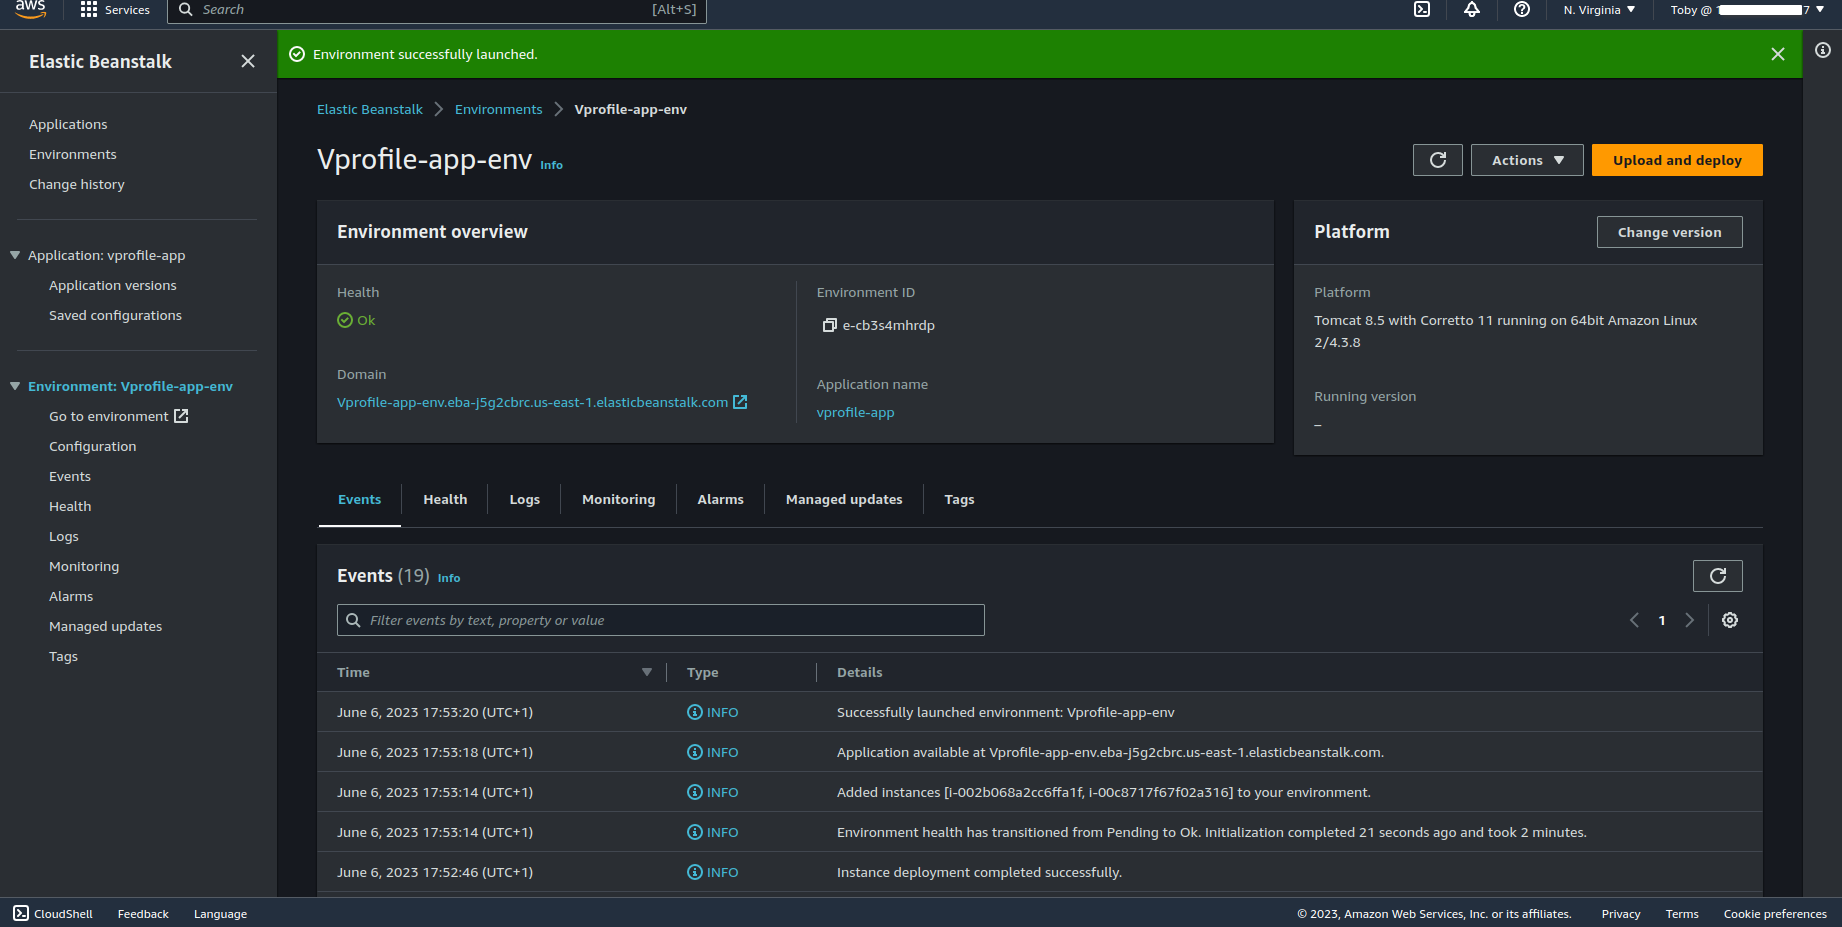 aws
Services
Search
[Alt+S]
N. Virginia
Toby @
7
Elastic Beanstalk
Applications
Environments
Change history
Application: vprofile-app
Application versions
Saved configurations
Environment: Vprofile-app-env
Go to environment
Configuration
Events
Health
Logs
Monitoring
Alarms
Managed updates
Tags
Environment successfully launched.
Elastic Beanstalk
Environments
Vprofile-app-env
Vprofile-app-env Info
Actions
Upload and deploy
Environment overview
Health
Ok
Domain
Vprofile-app-env.eba-j5g2cbrc.us-east-1.elasticbeanstalk.com
Environment ID
e-cb3s4mhrdp
Application name
vprofile-app
Platform
Change version
Platform
Tomcat 8.5 with Corretto 11 running on 64bit Amazon Linux
2/4.3.8
Running version
–
Events
Health
Logs
Monitoring
Alarms
Managed updates
Tags
Events (19) Info
Filter events by text, property or value
1
Time Type Details
June 6, 2023 17:53:20 (UTC+1) INFO Successfully launched environment: Vprofile-app-env
June 6, 2023 17:53:18 (UTC+1) INFO Application available at Vprofile-app-env.eba-j5g2cbrc.us-east-1.elasticbeanstalk.com.
June 6, 2023 17:53:14 (UTC+1) INFO Added instances [i-002b068a2cc6ffa1f, i-00c8717f67f02a316] to your environment.
June 6, 2023 17:53:14 (UTC+1) INFO Environment health has transitioned from Pending to Ok. Initialization completed 21 seconds ago and took 2 minutes.
June 6, 2023 17:52:46 (UTC+1) INFO Instance deployment completed successfully.
CloudShell
Feedback
Language
© 2023, Amazon Web Services, Inc. or its affiliates.
Privacy
Terms
Cookie preferences